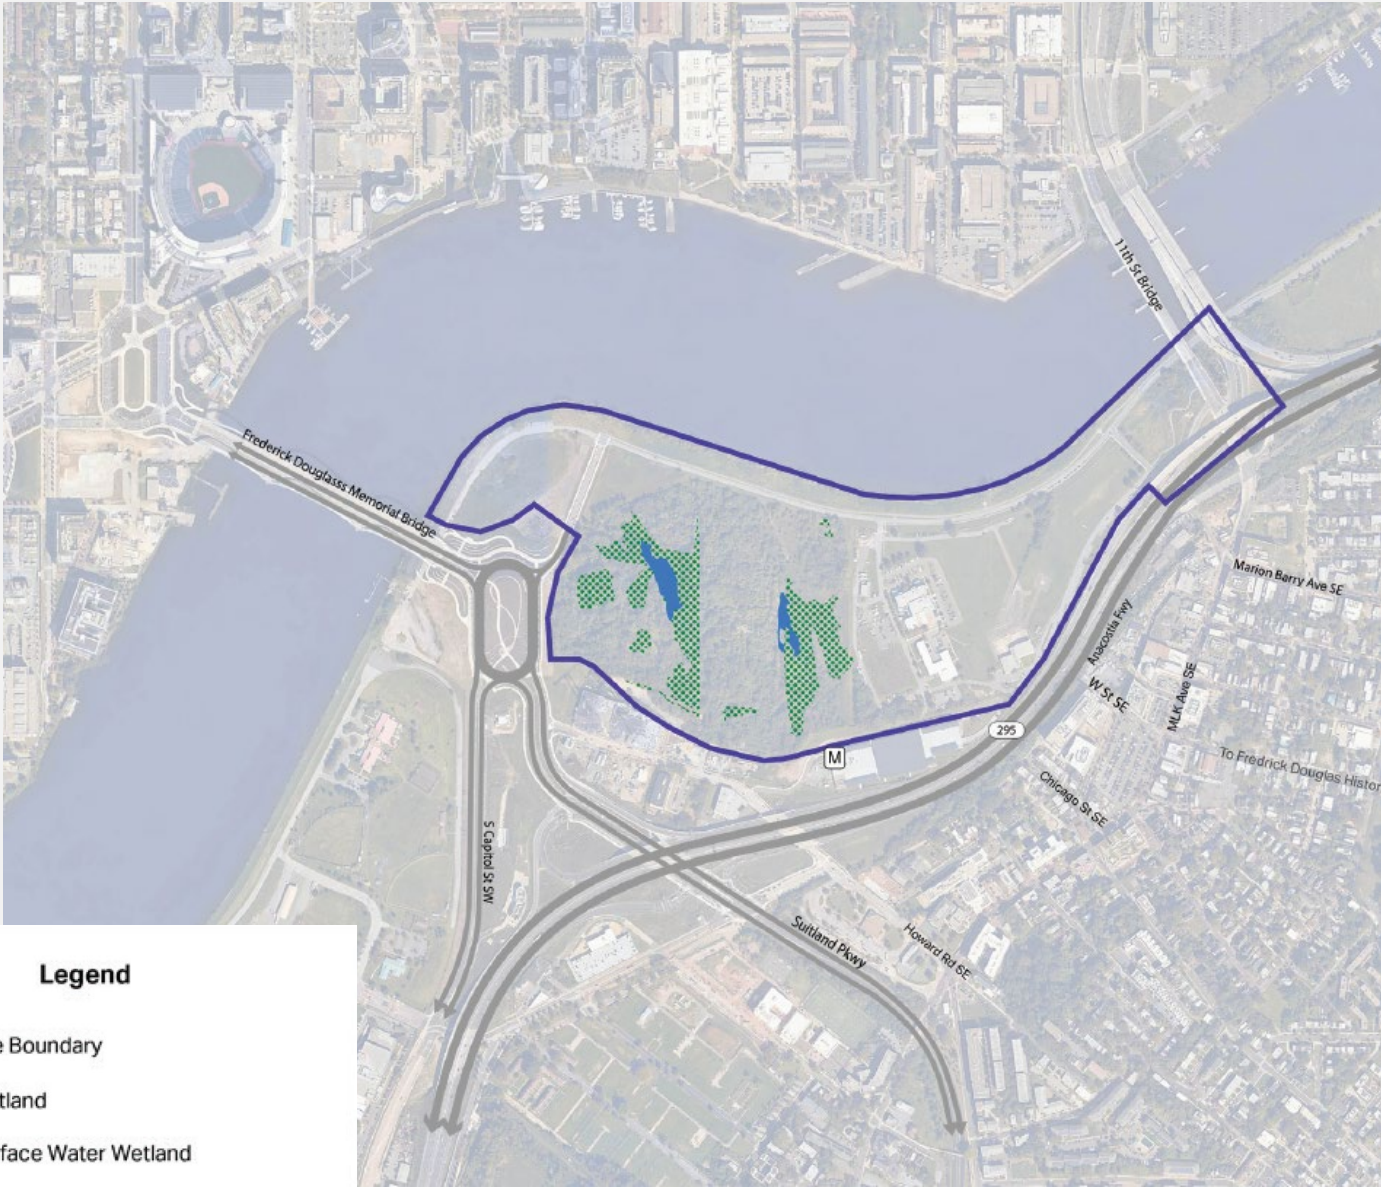 11th St Bridge
Frederick Douglasss Memorial Bridge
Marion Barry Ave SE
Anacostia Fwy
W St SE
MLK Ave SE
295
M
To Fredrick Douglas Histor
Chicago St SE
S Capitol St SW
Suitland Pkwy
Howard Rd SE
Legend
e Boundary
tland
face Water Wetland